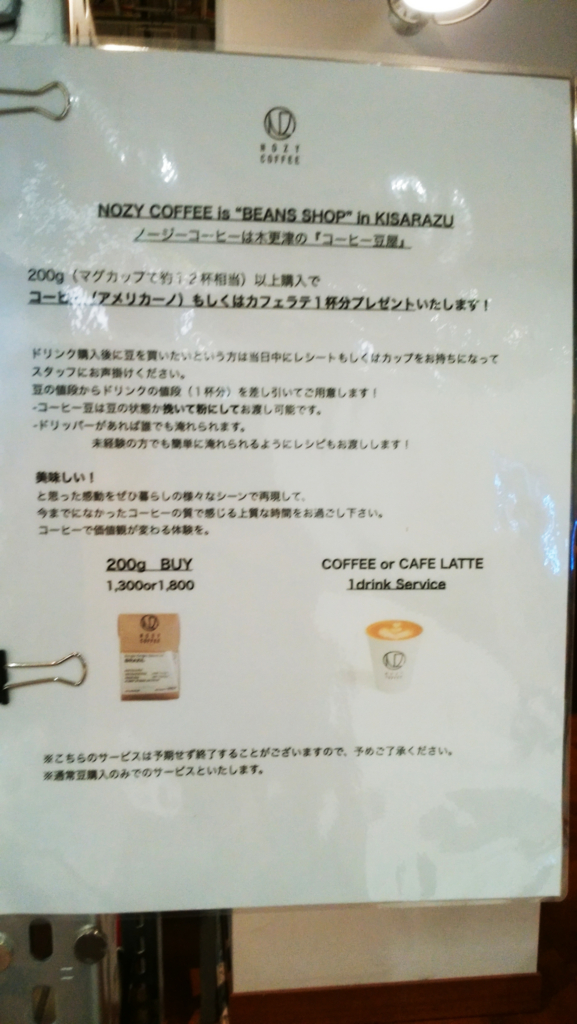 NOZY
COFFEE
NOZY COFFEE is "BEANS SHOP" in KISARAZU
ノージーコーヒーは木更津の『コーヒー豆屋』
200g（マグカップで約１２杯相当）以上購入で
コーヒー（アメリカーノ）もしくはカフェラテ１杯分プレゼントいたします！
ドリンク購入後に豆を買いたいという方は当日中にレシートもしくはカップをお持ちになって
スタッフにお声掛けください。
豆の値段からドリンクの値段（１杯分）を差し引いてご用意します！
-コーヒー豆は豆の状態か挽いて粉にしてお渡し可能です。
-ドリッパーがあれば誰でも淹れられます。
未経験の方でも簡単に淹れられるようにレシピもお渡しします！
美味しい！
と思った感動をぜひ暮らしの様々なシーンで再現して、
今までになかったコーヒーの質で感じる上質な時間をお過ごし下さい。
コーヒーで価値観が変わる体験を。
200g BUY
1,300or1,800
COFFEE or CAFE LATTE
1drink Service
NOZY
COFFEE
※こちらのサービスは予期せず終了することがございますので、予めご了承ください。
※通常豆購入のみでのサービスといたします。